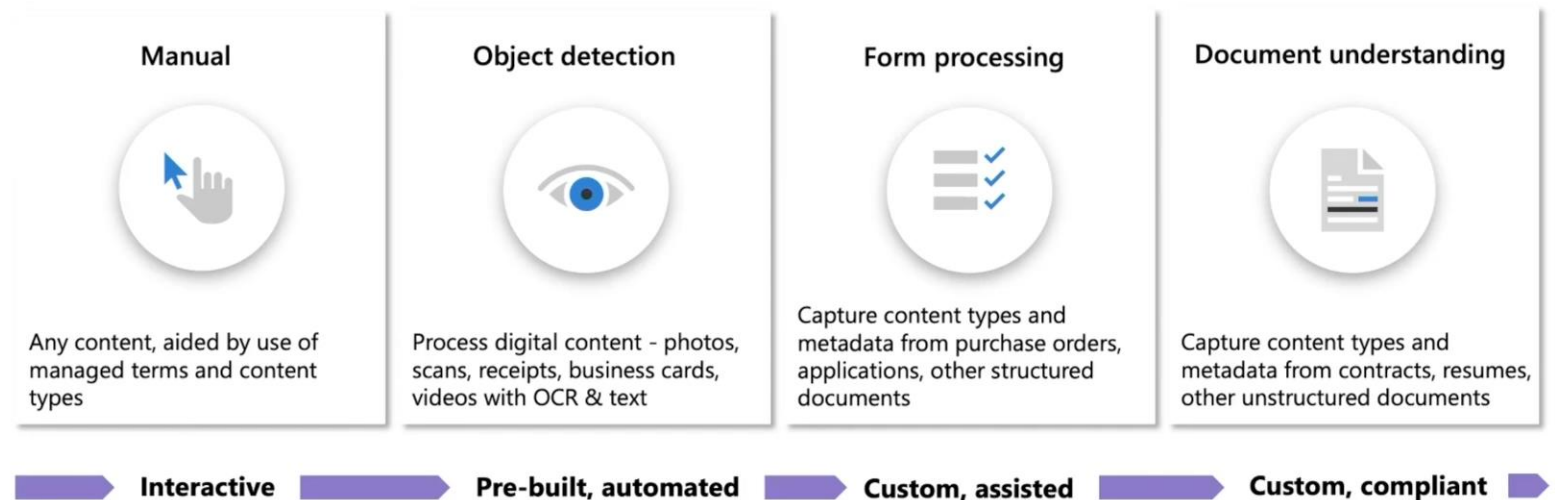 Manual
Any content, aided by use of
managed terms and content
types
Object detection
Process digital content - photos,
scans, receipts, business cards,
videos with OCR & text
Form processing
Capture content types and
metadata from purchase orders,
applications, other structured
documents
Document understanding
Capture content types and
metadata from contracts, resumes,
other unstructured documents
Interactive
Pre-built, automated
Custom, assisted
Custom, compliant